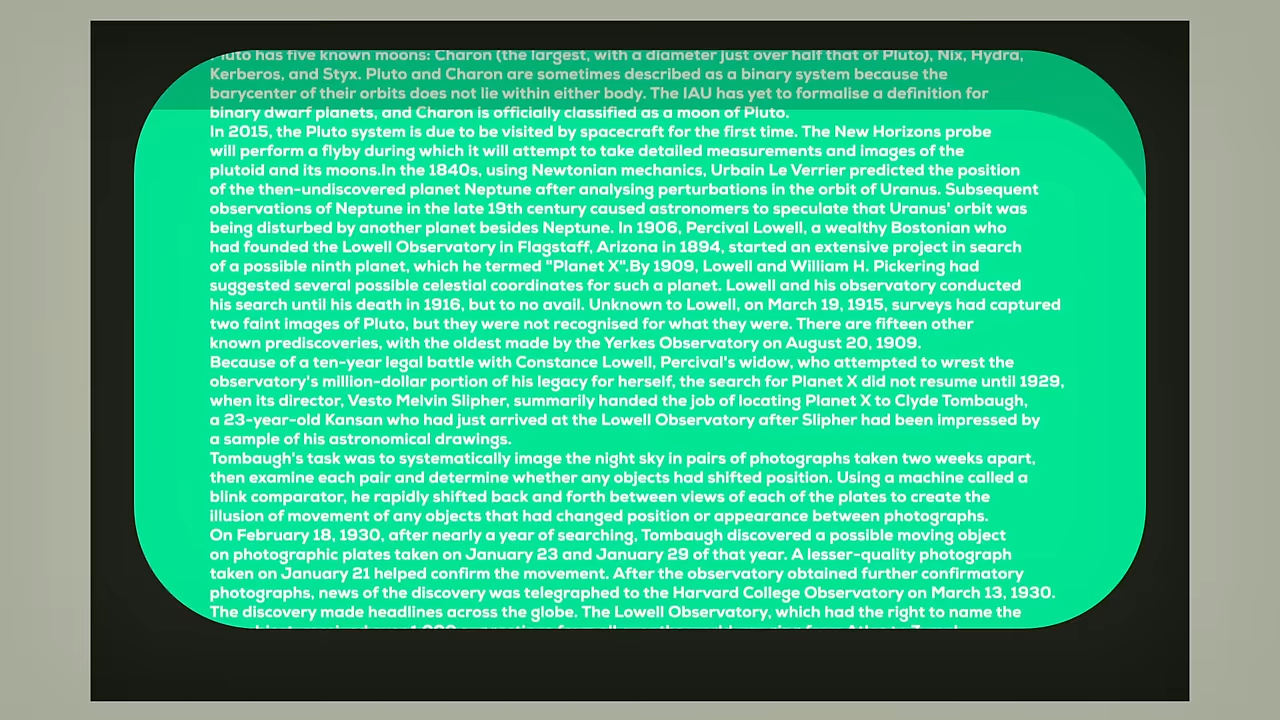 Pluto has five known moons: Charon (the largest, with a diameter just over half that of Pluto), Nix, Hydra,
Kerberos, and Styx. Pluto and Charon are sometimes described as a binary system because the
barycenter of their orbits does not lie within either body. The IAU has yet to formalise a definition for
binary dwarf planets, and Charon is officially classified as a moon of Pluto.
In 2015, the Pluto system is due to be visited by spacecraft for the first time. The New Horizons probe
will perform a flyby during which it will attempt to take detailed measurements and images of the
plutoid and its moons.In the 1840s, using Newtonian mechanics, Urbain Le Verrier predicted the position
of the then-undiscovered planet Neptune after analysing perturbations in the orbit of Uranus. Subsequent
observations of Neptune in the late 19th century caused astronomers to speculate that Uranus' orbit was
being disturbed by another planet besides Neptune. In 1906, Percival Lowell, a wealthy Bostonian who
had founded the Lowell Observatory in Flagstaff, Arizona in 1894, started an extensive project in search
of a possible ninth planet, which he termed "Planet X".By 1909, Lowell and William H. Pickering had
suggested several possible celestial coordinates for such a planet. Lowell and his observatory conducted
his search until his death in 1916, but to no avail. Unknown to Lowell, on March 19, 1915, surveys had captured
two faint images of Pluto, but they were not recognised for what they were. There are fifteen other
known prediscoveries, with the oldest made by the Yerkes Observatory on August 20, 1909.
Because of a ten-year legal battle with Constance Lowell, Percival's widow, who attempted to wrest the
observatory's million-dollar portion of his legacy for herself, the search for Planet X did not resume until 1929,
when its director, Vesto Melvin Slipher, summarily handed the job of locating Planet X to Clyde Tombaugh,
a 23-year-old Kansan who had just arrived at the Lowell Observatory after Slipher had been impressed by
a sample of his astronomical drawings.
Tombaugh's task was to systematically image the night sky in pairs of photographs taken two weeks apart,
then examine each pair and determine whether any objects had shifted position. Using a machine called a
blink comparator, he rapidly shifted back and forth between views of each of the plates to create the
illusion of movement of any objects that had changed position or appearance between photographs.
On February 18, 1930, after nearly a year of searching, Tombaugh discovered a possible moving object
on photographic plates taken on January 23 and January 29 of that year. A lesser-quality photograph
taken on January 21 helped confirm the movement. After the observatory obtained further confirmatory
photographs, news of the discovery was telegraphed to the Harvard College Observatory on March 13, 1930.
The discovery made headlines across the globe. The Lowell Observatory, which had the right to name the